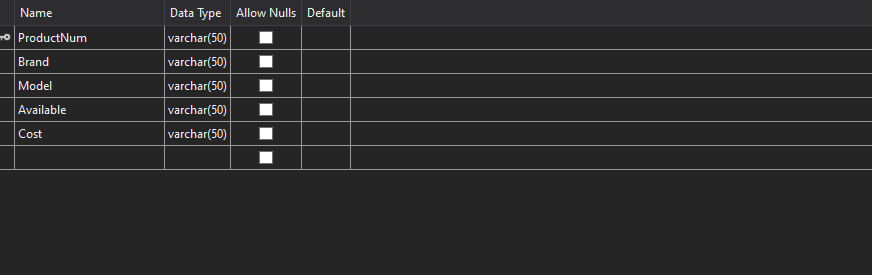 Name Data Type Allow Nulls Default
ProductNum varchar(50)
Brand varchar(50)
Model varchar(50)
Available varchar(50)
Cost varchar(50)